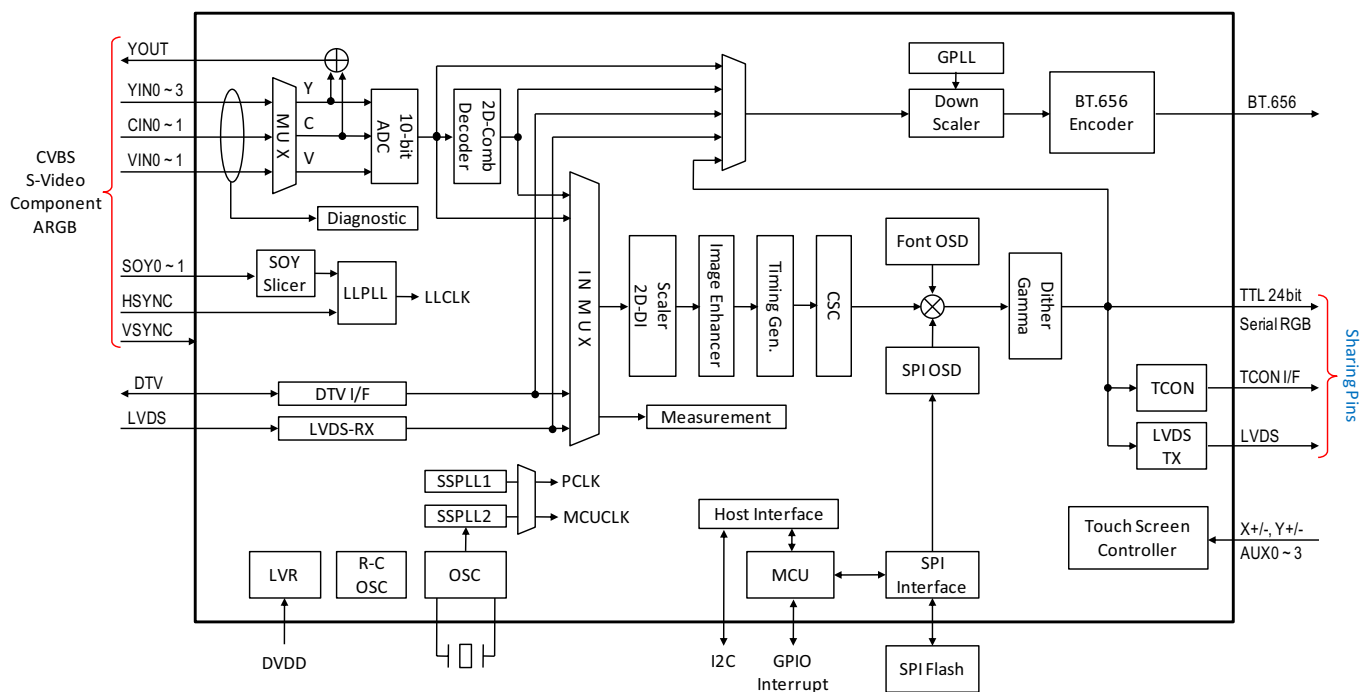 YOUT
YIN0 ~ 3
CIN0 ~ 1
VIN0 ~ 1
CVBS
S-Video
Component
ARGB
SOY0 ~ 1
HSYNC
VSYNC
DTV
LVDS
MUX
Y
C
V
10-bit
ADC
2D-Comb
Decoder
Diagnostic
SOY
Slicer
LLPLL
LLCLK
DTV I/F
LVDS-RX
IN MUX
Scaler
2D-DI
Image Enhancer
Timing Gen.
CSC
Measurement
GPLL
Down
Scaler
BT.656
Encoder
BT.656
Font OSD
SPI OSD
Dither
Gamma
TTL 24bit
Serial RGB
TCON
TCON I/F
LVDS
TX
LVDS
Sharing Pins
SSPLL1
SSPLL2
PCLK
MCUCLK
LVR
R-C
OSC
OSC
DVDD
Host Interface
MCU
SPI
Interface
I2C
GPIO
Interrupt
SPI Flash
Touch Screen
Controller
X+/-, Y+/-
AUX0 ~ 3